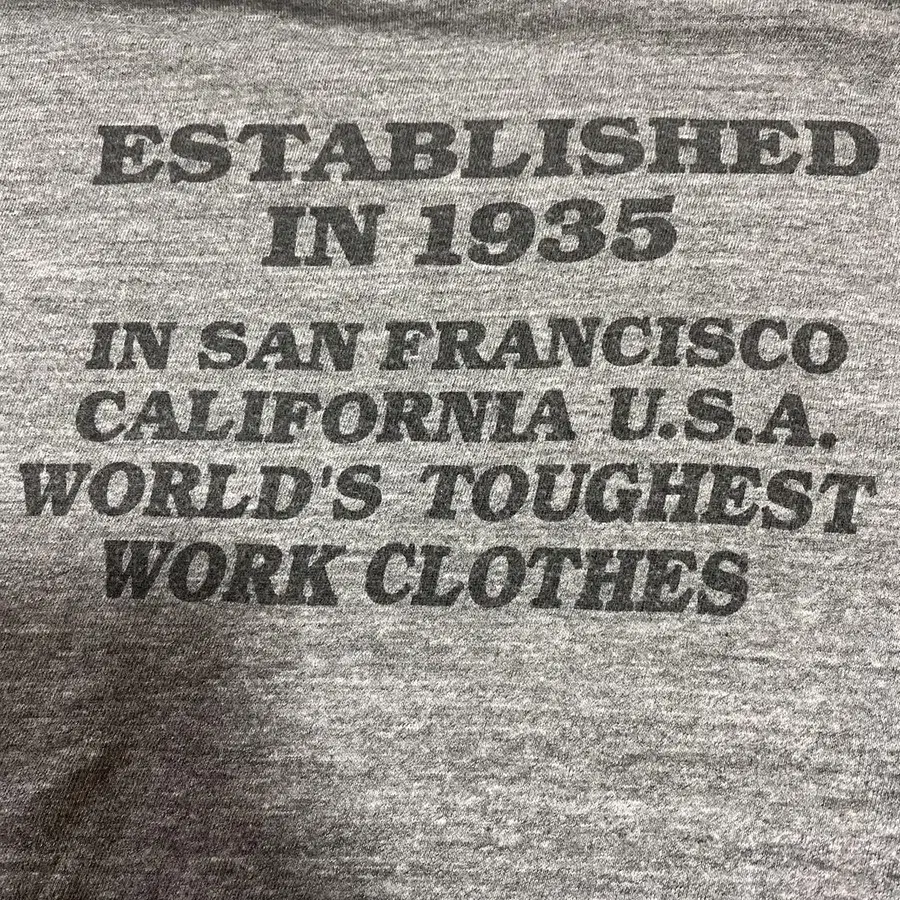 ESTABLISHED
IN 1935
IN SAN FRANCISCO
CALIFORNIA U.S.A.
WORLD'S TOUGHEST
WORK CLOTHES